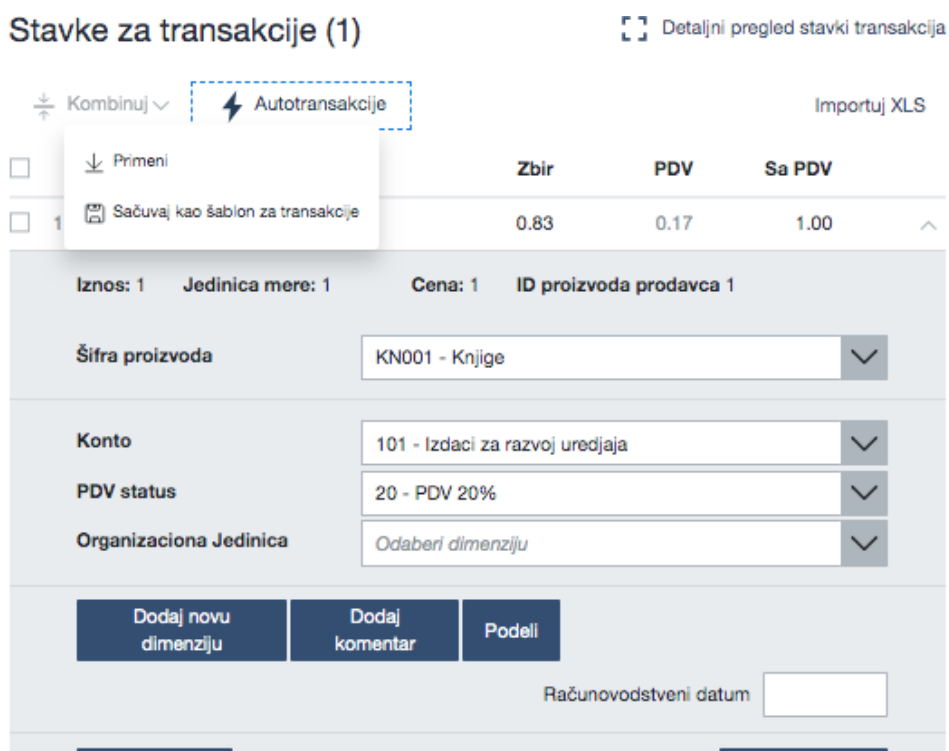 Stavke za transakcije (1)
Detaljni pregled stavki transakcija
Kombinuj
Autotransakcije
Importuj XLS
Primeni
Sačuvaj kao šablon za transakcije
Zbir PDV Sa PDV
1 0.83 0.17 1.00
Iznos: 1 Jedinica mere: 1 Cena: 1 ID proizvoda prodavca 1
Šifra proizvoda KN001 - Knjige
Konto 101 - Izdaci za razvoj uredjaja
PDV status 20 - PDV 20%
Organizaciona Jedinica Odaberi dimenziju
Dodaj novu
dimenziju
Dodaj
komentar
Podeli
Računovodstveni datum